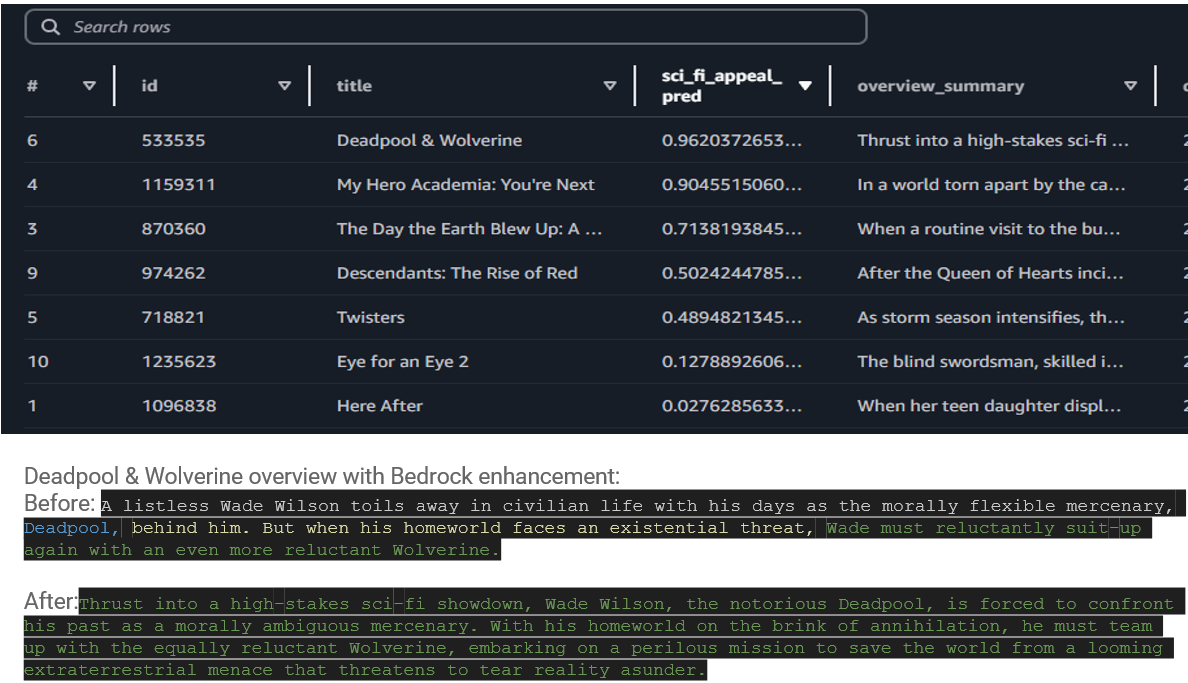 Search rows
# id title sci_fi_appeal_ overview_summary
pred
6 533535 Deadpool & Wolverine 0.9620372653... Thrust into a high-stakes sci-fi ...
4 1159311 My Hero Academia: You're Next 0.9045515060... In a world torn apart by the ca...
3 870360 The Day the Earth Blew Up: A ... 0.7138193845... When a routine visit to the bu...
9 974262 Descendants: The Rise of Red 0.5024244785... After the Queen of Hearts inci...
5 718821 Twisters 0.4894821345... As storm season intensifies, th...
10 1235623 Eye for an Eye 2 0.1278892606... The blind swordsman, skilled i...
1 1096838 Here After 0.0276285633... When her teen daughter displ...
Deadpool & Wolverine overview with Bedrock enhancement:
Before: A listless Wade Wilson toils away in civilian life with his days as the morally flexible mercenary,
Deadpool, behind him. But when his homeworld faces an existential threat, Wade must reluctantly suit-up
again with an even more reluctant Wolverine.
After:Thrust into a high-stakes sci-fi showdown, Wade Wilson, the notorious Deadpool, is forced to confront
his past as a morally ambiguous mercenary. With his homeworld on the brink of annihilation, he must team
up with the equally reluctant Wolverine, embarking on a perilous mission to save the world from a looming
extraterrestrial menace that threatens to tear reality asunder.